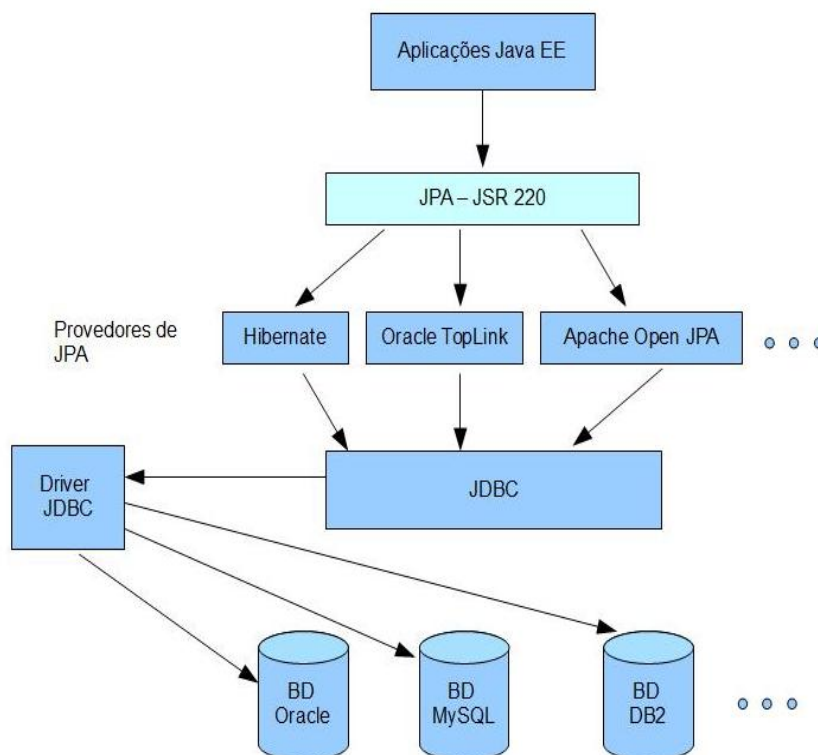 Aplicações Java EE
JPA – JSR 220
Provedores de
JPA
Hibernate
Oracle TopLink
Apache Open JPA
Driver
JDBC
JDBC
BD
Oracle
BD
MySQL
BD
DB2